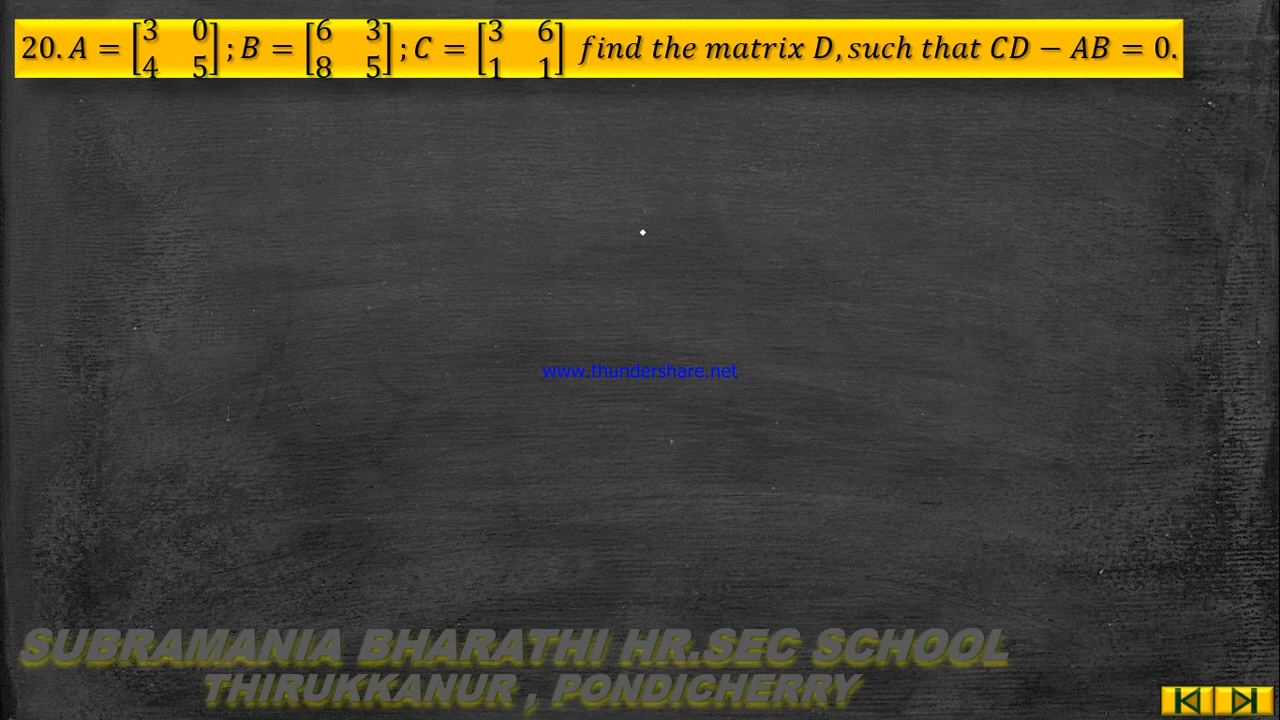 20. A = [3 0 4 5] ; B = [6 3 8 5] ; C = [3 6 1 1] find the matrix D, such that CD − AB = 0.
www.thundershare.net
SUBRAMANIA BHARATHI HR.SEC SCHOOL
THIRUKKANUR , PONDICHERRY